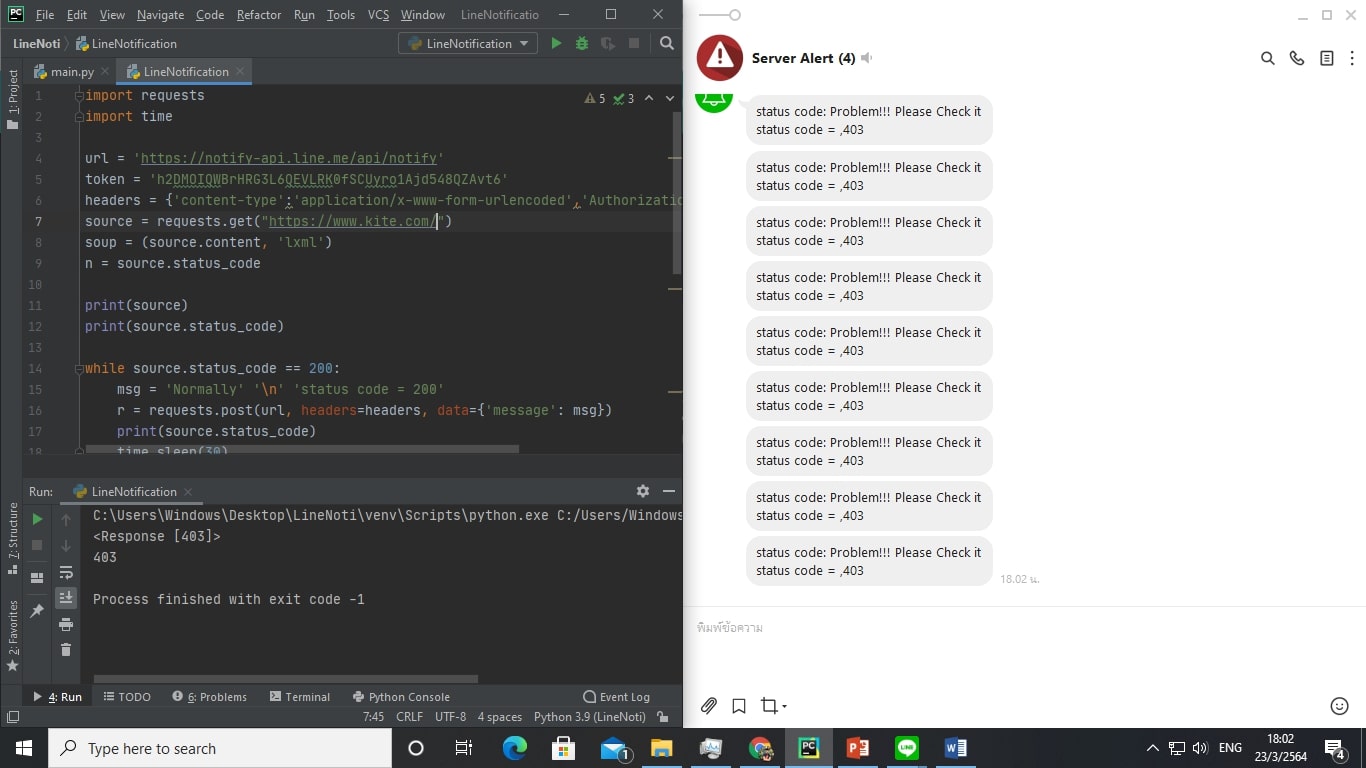 File Edit View Navigate Code Refactor Run Tools VCS Window LineNotificatio
LineNoti LineNotification LineNotification
main.py LineNotification
1: Project
1 import requests
5 3
2 import time
3
4 url = 'https://notify-api.line.me/api/notify'
5 token = 'h2DMOIQWBrHRG3L6QEVLRK0fSCUyro1Ajd548QZAvt6'
6 headers = {'content-type':'application/x-www-form-urlencoded','Authorizatio
7 source = requests.get("https://www.kite.com/")
8 soup = (source.content, 'lxml')
9 n = source.status_code
10
11 print(source)
12 print(source.status_code)
13
14 while source.status_code == 200:
15 msg = 'Normally' '\n' 'status code = 200'
16 r = requests.post(url, headers=headers, data={'message': msg})
17 print(source.status_code)
18 time.sleep(30)
Run: LineNotification
C:\Users\Windows\Desktop\LineNoti\venv\Scripts\python.exe C:/Users/Windows
<Response [403]>
403
Process finished with exit code -1
7: Structure
2: Favorites
4: Run TODO 6: Problems Terminal Python Console Event Log
7:45 CRLF UTF-8 4 spaces Python 3.9 (LineNoti)
Server Alert (4)
status code: Problem!!! Please Check it
status code = ,403
status code: Problem!!! Please Check it
status code = ,403
status code: Problem!!! Please Check it
status code = ,403
status code: Problem!!! Please Check it
status code = ,403
status code: Problem!!! Please Check it
status code = ,403
status code: Problem!!! Please Check it
status code = ,403
status code: Problem!!! Please Check it
status code = ,403
status code: Problem!!! Please Check it
status code = ,403
status code: Problem!!! Please Check it
status code = ,403
18.02 น.
พิมพ์ข้อความ
Type here to search
1
ENG
18:02
23/3/2564
4